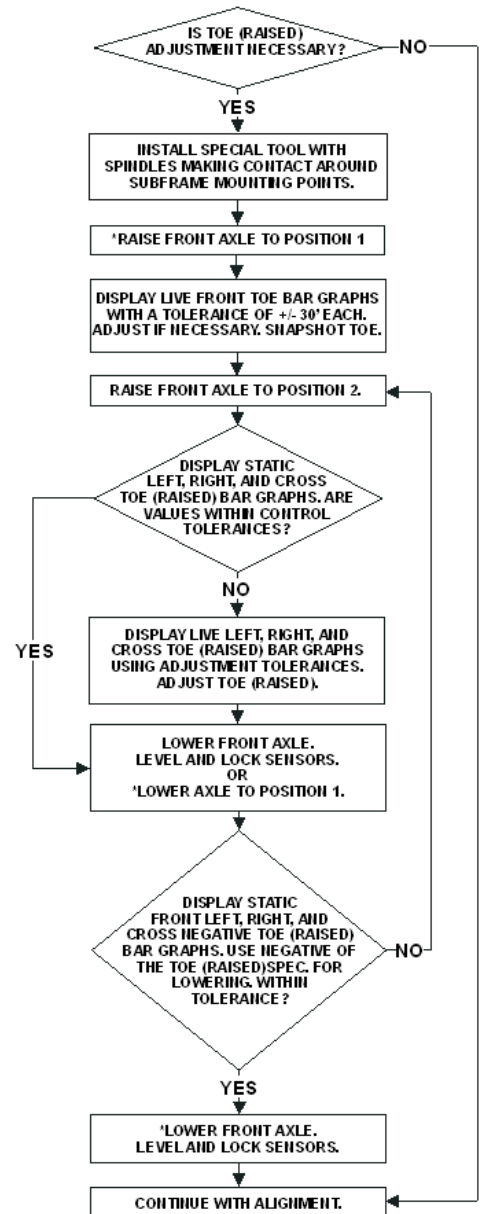 IS TOE (RAISED)
ADJUSTMENT NECESSARY?
NO
YES
INSTALL SPECIAL TOOL WITH
SPINDLES MAKING CONTACT AROUND
SUBFRAME MOUNTING POINTS.
*RAISE FRONT AXLE TO POSITION 1
DISPLAY LIVE FRONT TOE BAR GRAPHS
WITH A TOLERANCE OF +/- 30' EACH.
ADJUST IF NECESSARY. SNAPSHOT TOE.
RAISE FRONT AXLE TO POSITION 2.
DISPLAY STATIC
LEFT, RIGHT, AND CROSS
TOE (RAISED) BAR GRAPHS. ARE
VALUES WITHIN CONTROL
TOLERANCES?
NO
YES
DISPLAY LIVE LEFT, RIGHT, AND
CROSS TOE (RAISED) BAR GRAPHS
USING ADJUSTMENT TOLERANCES.
ADJUST TOE (RAISED).
LOWER FRONT AXLE.
LEVEL AND LOCK SENSORS.
OR
*LOWER AXLE TO POSITION 1.
DISPLAY STATIC
FRONT LEFT, RIGHT, AND
CROSS NEGATIVE TOE (RAISED)
BAR GRAPHS. USE NEGATIVE OF
THE TOE (RAISED)SPEC. FOR
LOWERING. WITHIN
TOLERANCE?
NO
YES
*LOWER FRONT AXLE.
LEVEL AND LOCK SENSORS.
CONTINUE WITH ALIGNMENT.